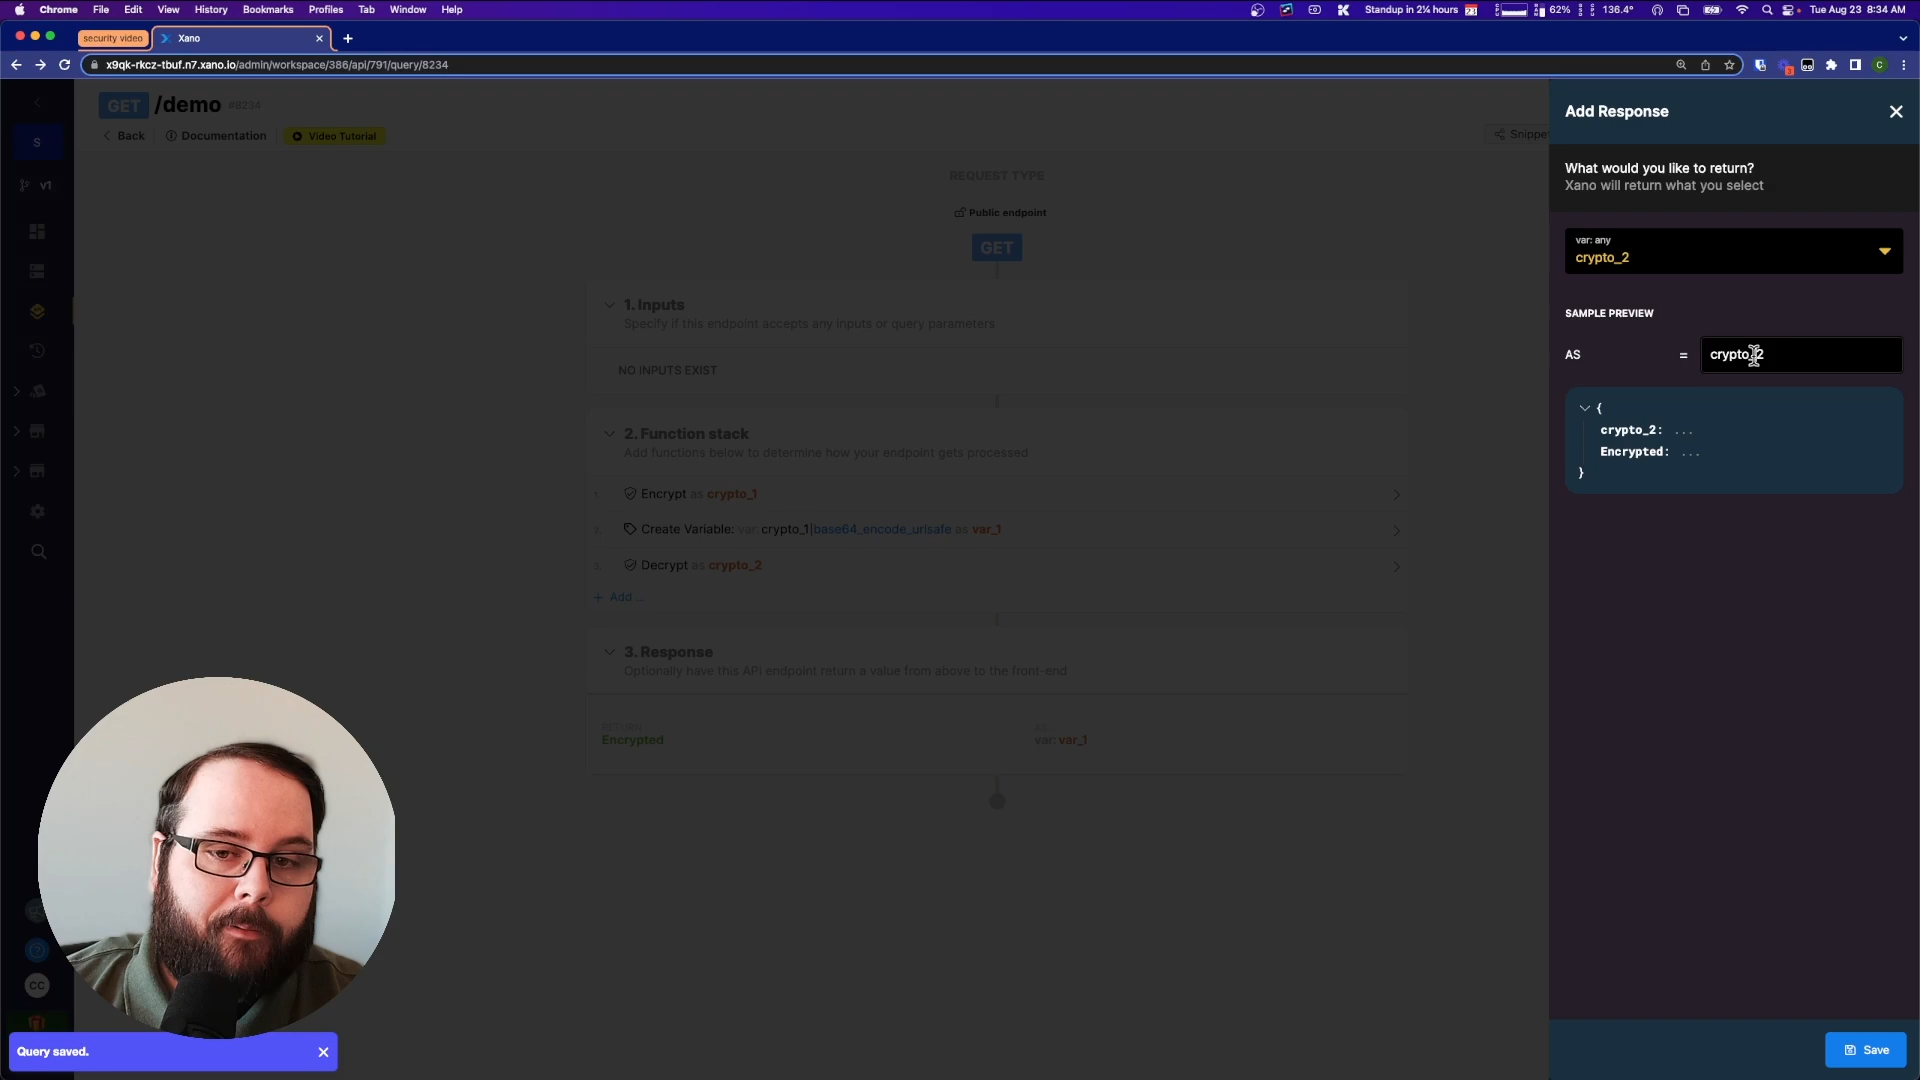 Chrome File Edit View History Bookmarks Profiles Tab Window Help
Standup in 2¼ hours 23 62% 136.4° Tue Aug 23 8:34 AM
security video Xano
x9qk-rkcz-tbuf.n7.xano.io/admin/workspace/386/api/791/query/8234
GET /demo #8234
Back Documentation Video Tutorial
Snippet
S
v1
REQUEST TYPE
Public endpoint
GET
1. Inputs
Specify if this endpoint accepts any inputs or query parameters
NO INPUTS EXIST
2. Function stack
Add functions below to determine how your endpoint gets processed
1. Encrypt as crypto_1
2. Create Variable: var: crypto_1|base64_encode_urlsafe as var_1
3. Decrypt as crypto_2
+ Add ...
3. Response
Optionally have this API endpoint return a value from above to the front-end
RETURN AS
Encrypted var: var_1
CC
Query saved.
Add Response
What would you like to return?
Xano will return what you select
var: any
crypto_2
SAMPLE PREVIEW
AS = crypto_2
{
crypto_2: ...
Encrypted: ...
}
Save